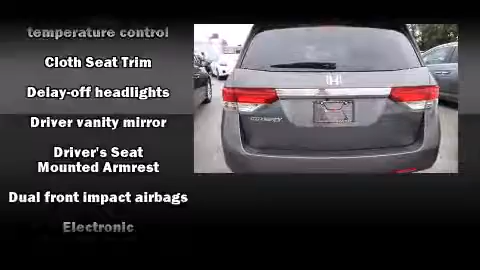 temperature control
Cloth Seat Trim
Delay-off headlights
Driver vanity mirror
Driver's Seat
Mounted Armrest
Dual front impact airbags
Electronic
ODYSSEY